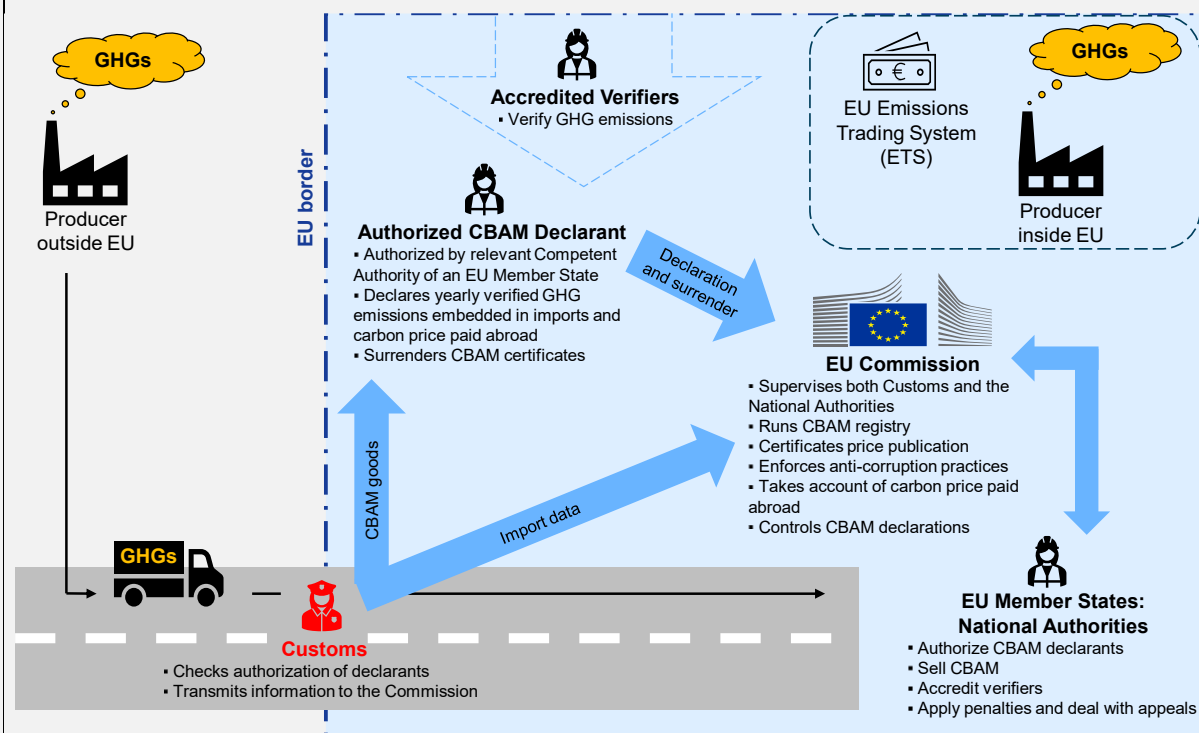 GHGs
Producer
outside EU
EU border
Accredited Verifiers
▪ Verify GHG emissions
EU Emissions
Trading System
(ETS)
€
GHGs
Producer
inside EU
Authorized CBAM Declarant
▪ Authorized by relevant Competent
Authority of an EU Member State
▪ Declares yearly verified GHG
emissions embedded in imports and
carbon price paid abroad
▪ Surrenders CBAM certificates
Declaration
and surrender
EU Commission
▪ Supervises both Customs and the
National Authorities
▪ Runs CBAM registry
▪ Certificates price publication
▪ Enforces anti-corruption practices
▪ Takes account of carbon price paid
abroad
▪ Controls CBAM declarations
CBAM goods
Import data
GHGs
Customs
▪ Checks authorization of declarants
▪ Transmits information to the Commission
EU Member States:
National Authorities
▪ Authorize CBAM declarants
▪ Sell CBAM
▪ Accredit verifiers
▪ Apply penalties and deal with appeals